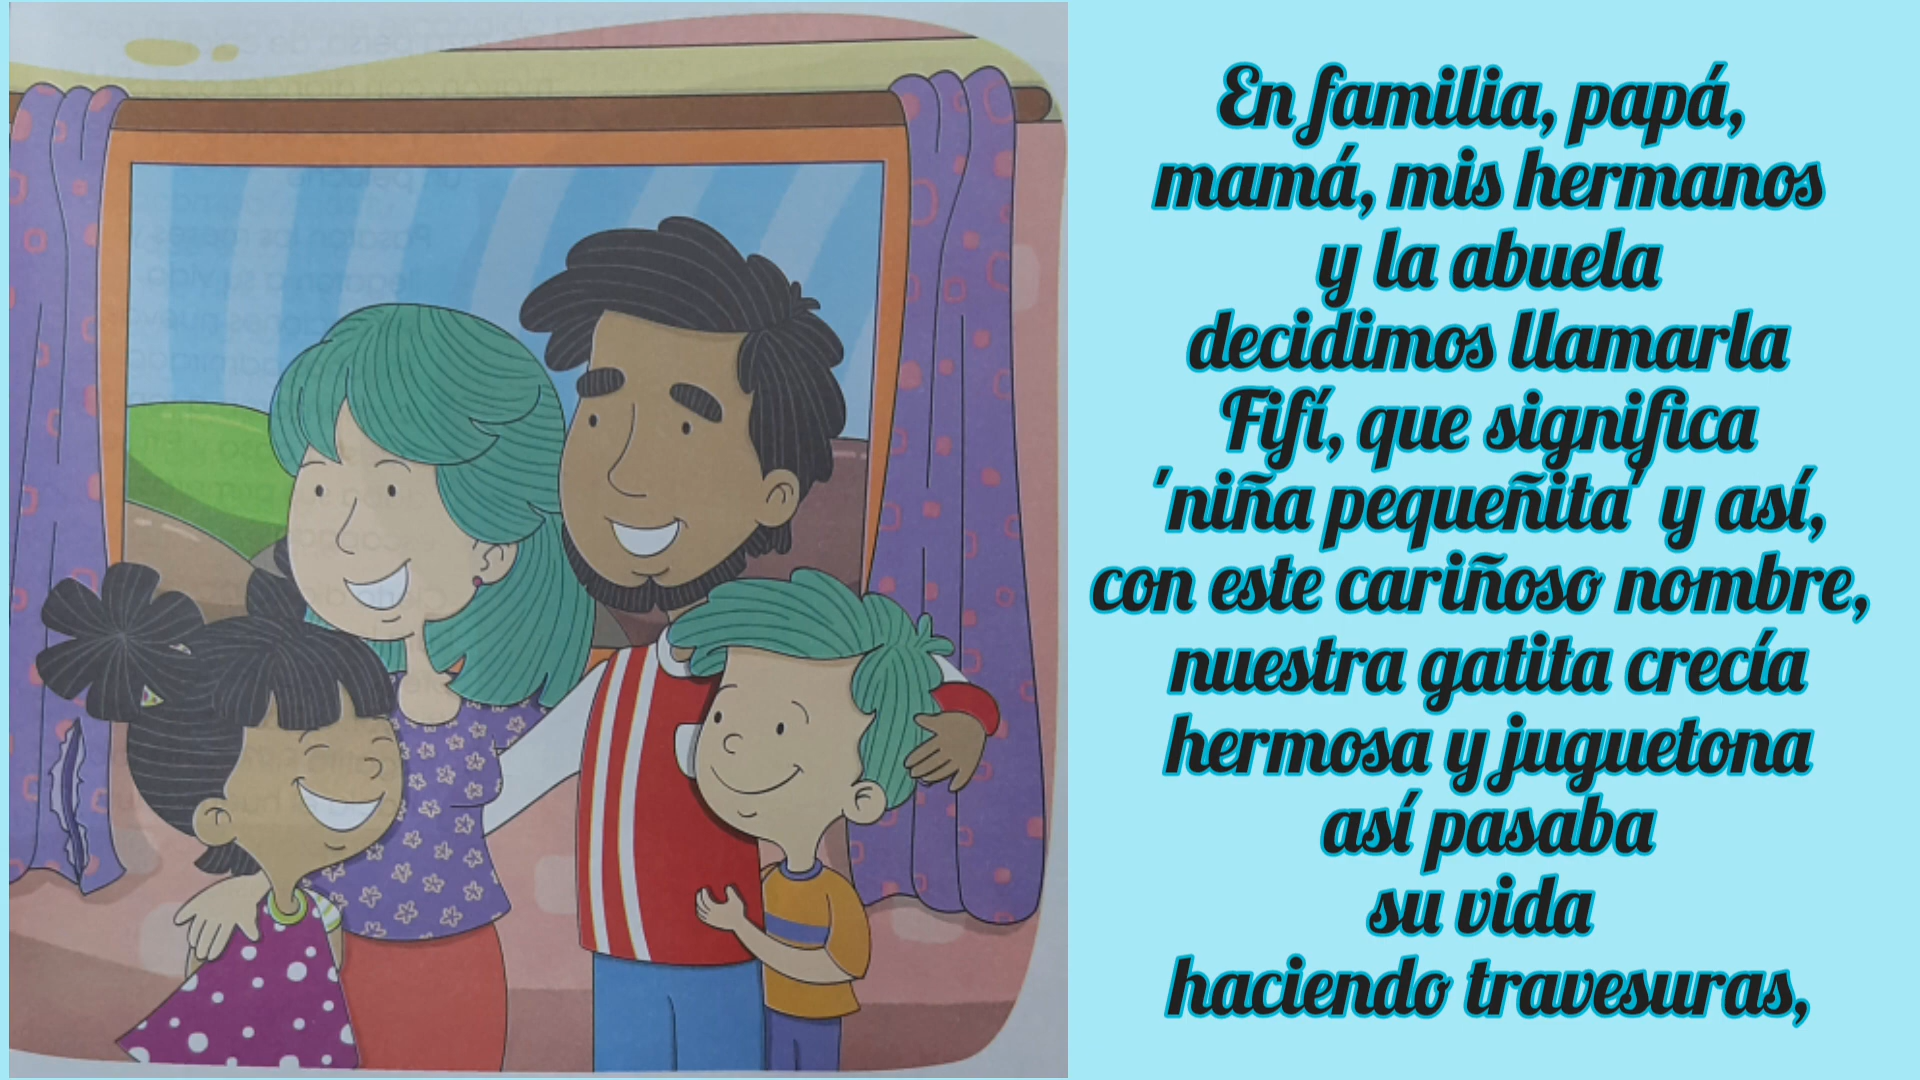 En familia, papá,
mamá, mis hermanos
y la abuela
decidimos llamarla
Fifí, que significa
'niña pequeñita' y así,
con este cariñoso nombre,
nuestra gatita crecía
hermosa y juguetona
así pasaba
su vida
haciendo travesuras,